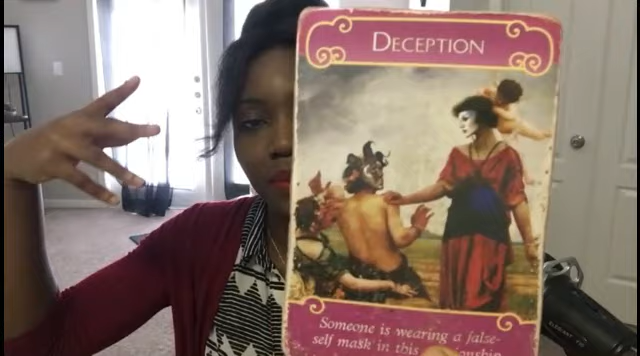 DECEPTION
Someone is wearing a false-
self mask in this